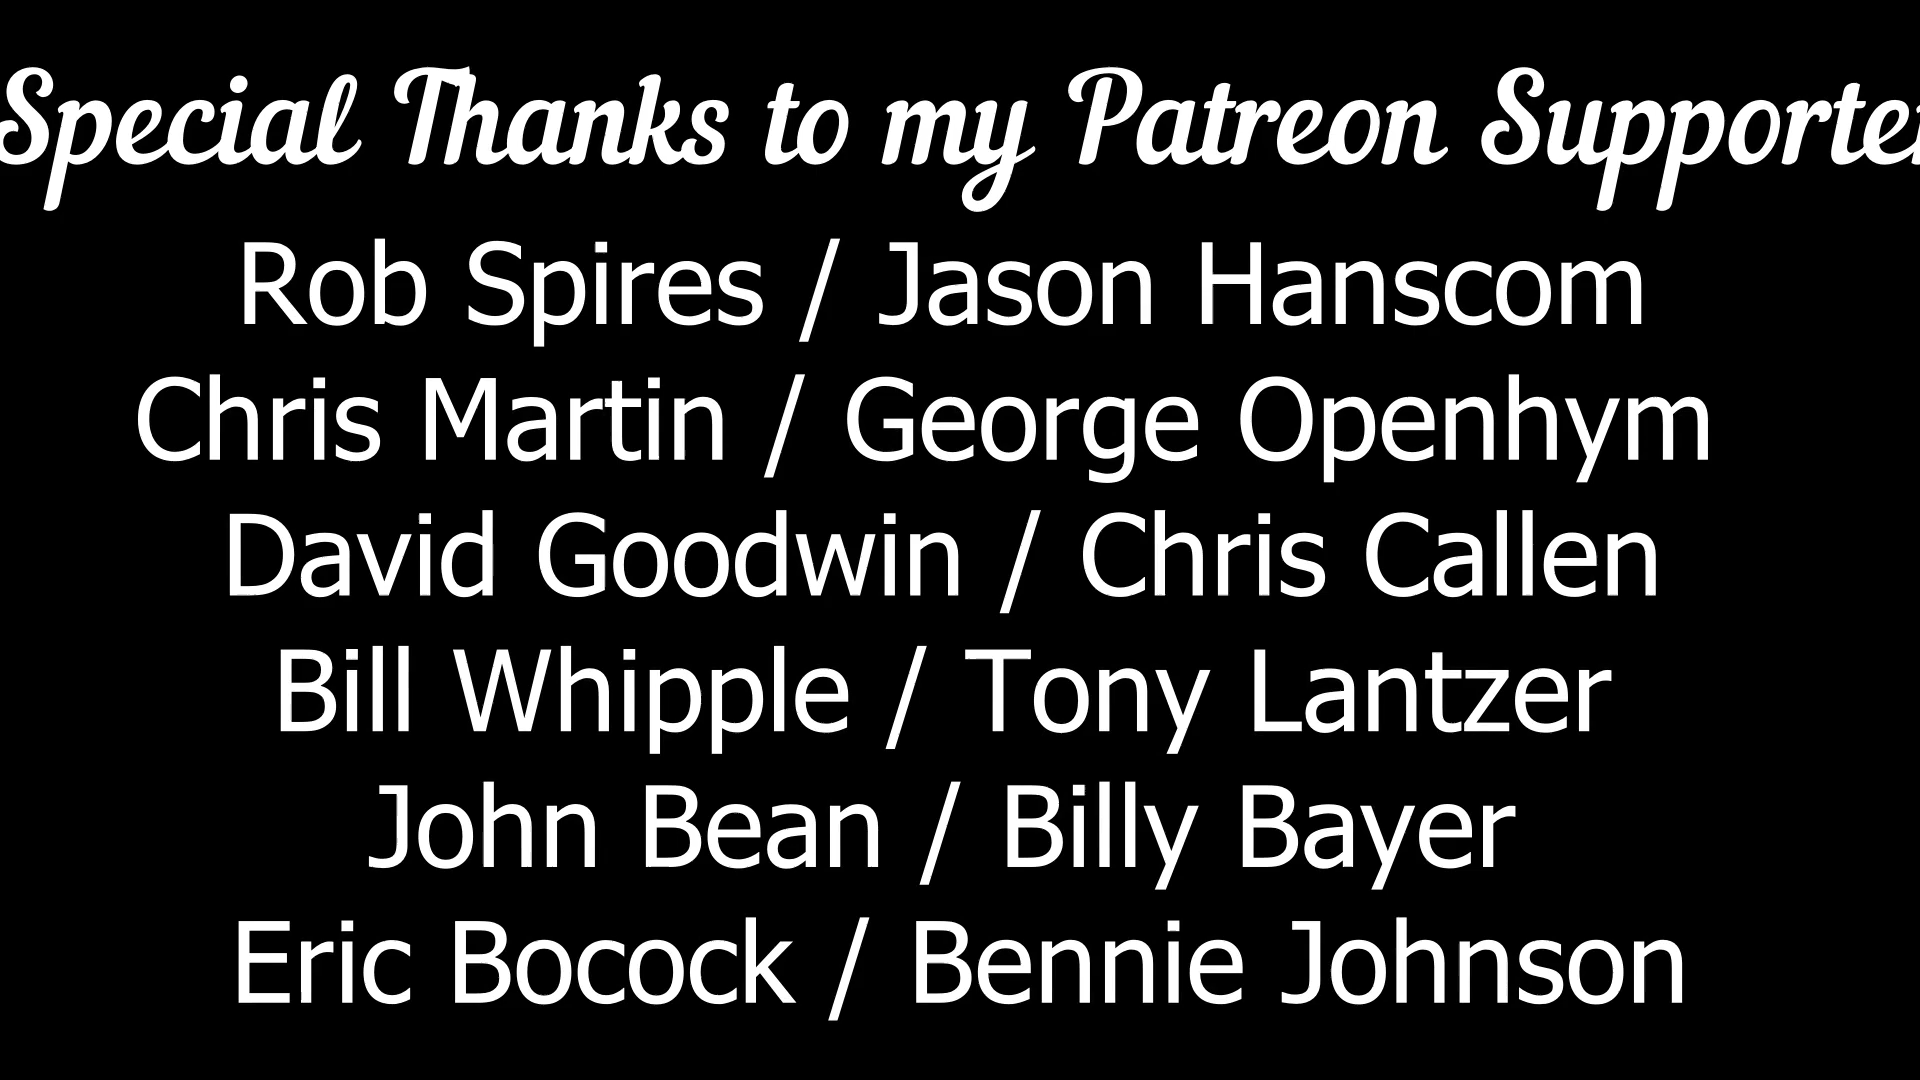 Special Thanks to my Patreon Supporter
Rob Spires / Jason Hanscom
Chris Martin / George Openhym
David Goodwin / Chris Callen
Bill Whipple / Tony Lantzer
John Bean / Billy Bayer
Eric Bocock / Bennie Johnson